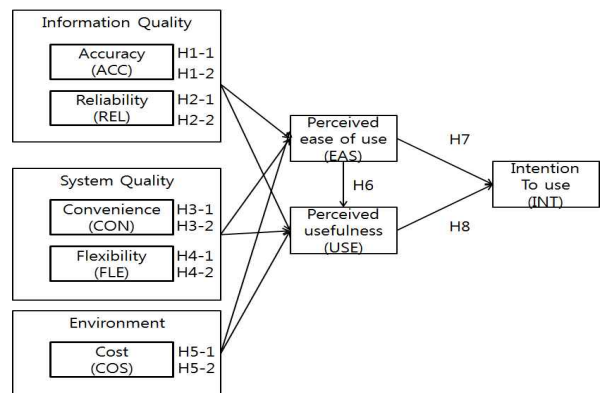 Information Quality
Accuracy
(ACC)
H1-1
H1-2
Reliability
(REL)
H2-1
H2-2
System Quality
Convenience
(CON)
H3-1
H3-2
Flexibility
(FLE)
H4-1
H4-2
Environment
Cost
(COS)
H5-1
H5-2
Perceived
ease of use
(EAS)
H6
Perceived
usefulness
(USE)
H7
H8
Intention
To use
(INT)